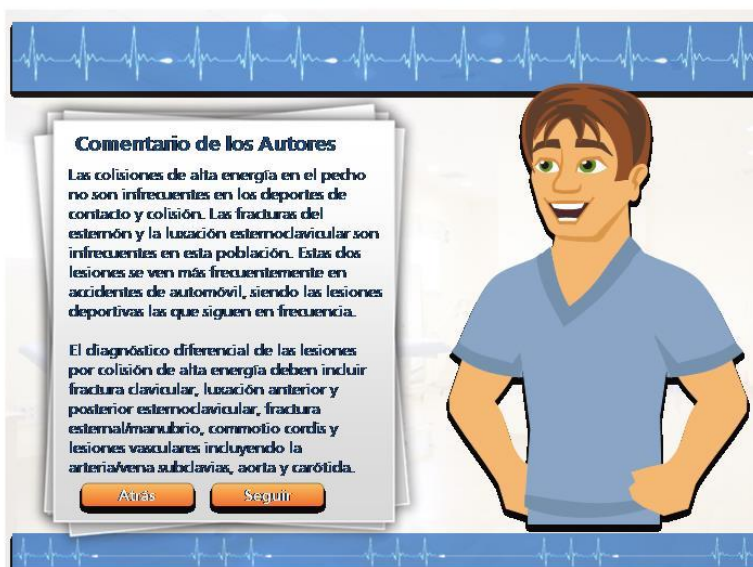 Comentario de los Autores
Las colisiones de alta energía en el pecho
no son infrecuentes en los deportes de
contacto y colisión. Las fracturas del
esternón y la luxación esternoclavicular son
infrecuentes en esta población. Estas dos
lesiones se ven más frecuentemente en
accidentes de automóvil, siendo las lesiones
deportivas las que siguen en frecuencia.
El diagnóstico diferencial de las lesiones
por colisión de alta energía deben incluir
fractura clavicular, luxación anterior y
posterior esternoclavicular, fractura
esternal/manubrio, commotio cordis y
lesiones vasculares incluyendo la
arteria/vena subclavias, aorta y carótida.
Atrás Seguir